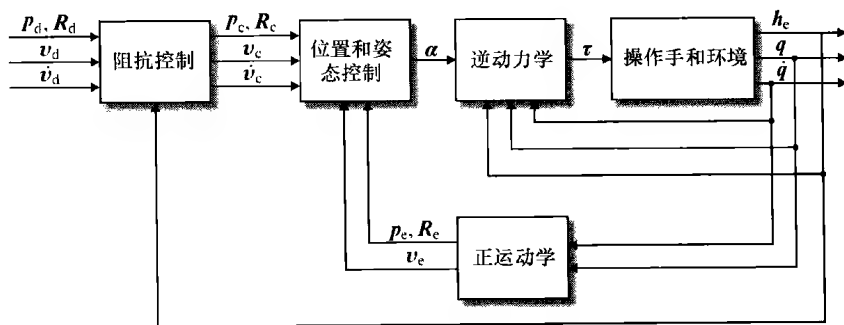 p_d, R_d
v_d
v̇_d
阻抗控制
p_c, R_c
v_c
v̇_c
位置和姿
态控制
α
逆动力学
τ
操作手和环境
h_e
q
q̇
p_e, R_e
v_e
正运动学